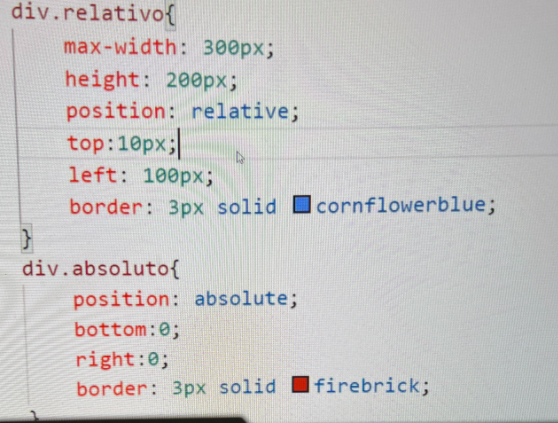 div.relativo{
max-width: 300px;
height: 200px;
position: relative;
top:10px;
left: 100px;
border: 3px solid cornflowerblue;
}
div.absoluto{
position: absolute;
bottom:0;
right:0;
border: 3px solid firebrick;
}